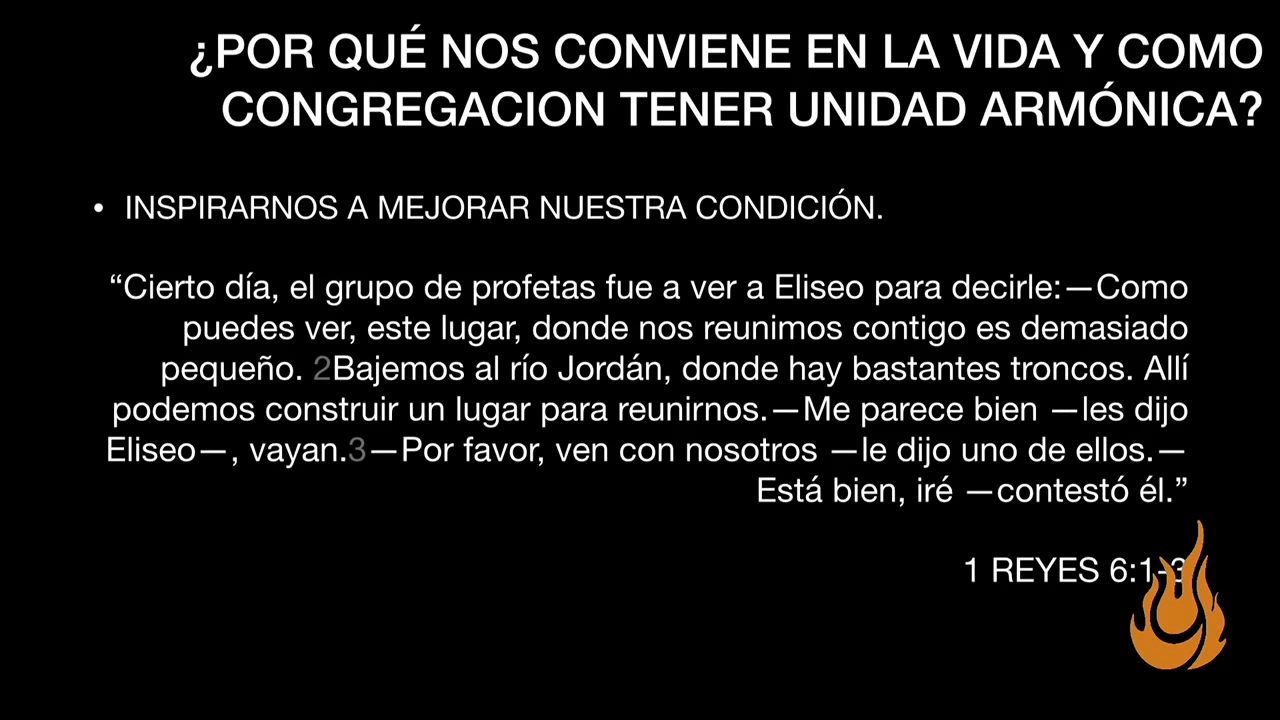 ¿POR QUÉ NOS CONVIENE EN LA VIDA Y COMO
CONGREGACION TENER UNIDAD ARMÓNICA?
• INSPIRARNOS A MEJORAR NUESTRA CONDICIÓN.
“Cierto día, el grupo de profetas fue a ver a Eliseo para decirle:—Como
puedes ver, este lugar, donde nos reunimos contigo es demasiado
pequeño. 2Bajemos al río Jordán, donde hay bastantes troncos. Allí
podemos construir un lugar para reunirnos.—Me parece bien —les dijo
Eliseo—, vayan.3—Por favor, ven con nosotros —le dijo uno de ellos.—
Está bien, iré —contestó él.”
1 REYES 6:1-3